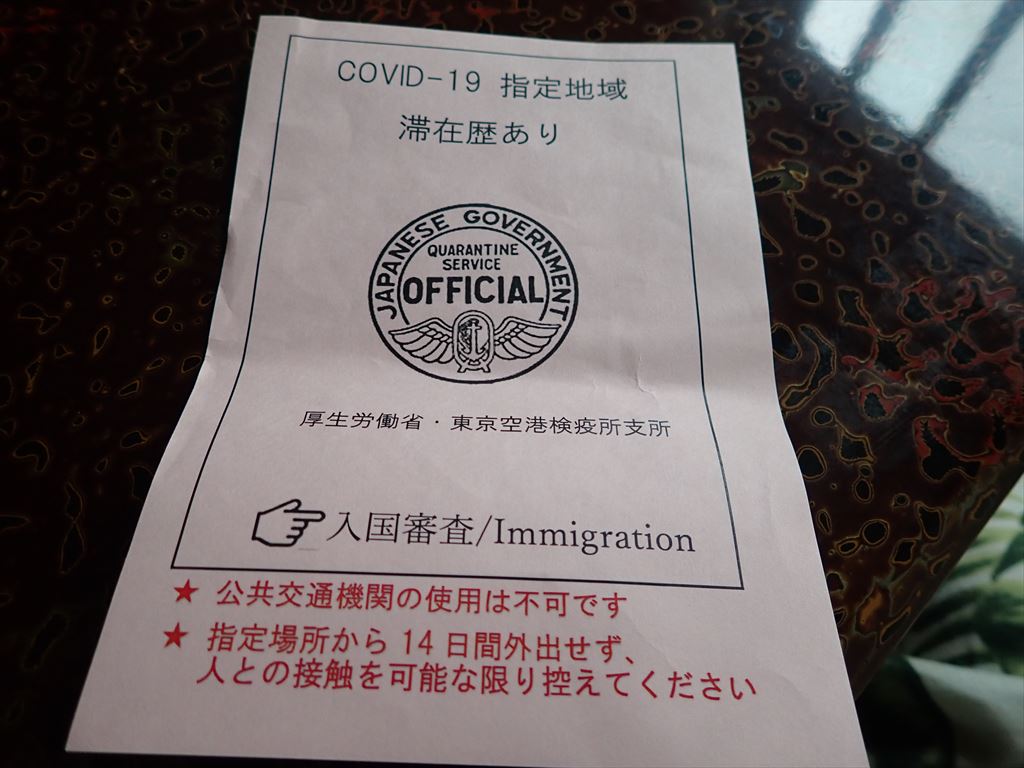 COVID-19 指定地域
滞在歴あり
JAPANESE GOVERNMENT
QUARANTINE
SERVICE
OFFICIAL
厚生労働省・東京空港検疫所支所
入国審査/Immigration
★ 公共交通機関の使用は不可です
★ 指定場所から 14 日間外出せず、
人との接触を可能な限り控えてください